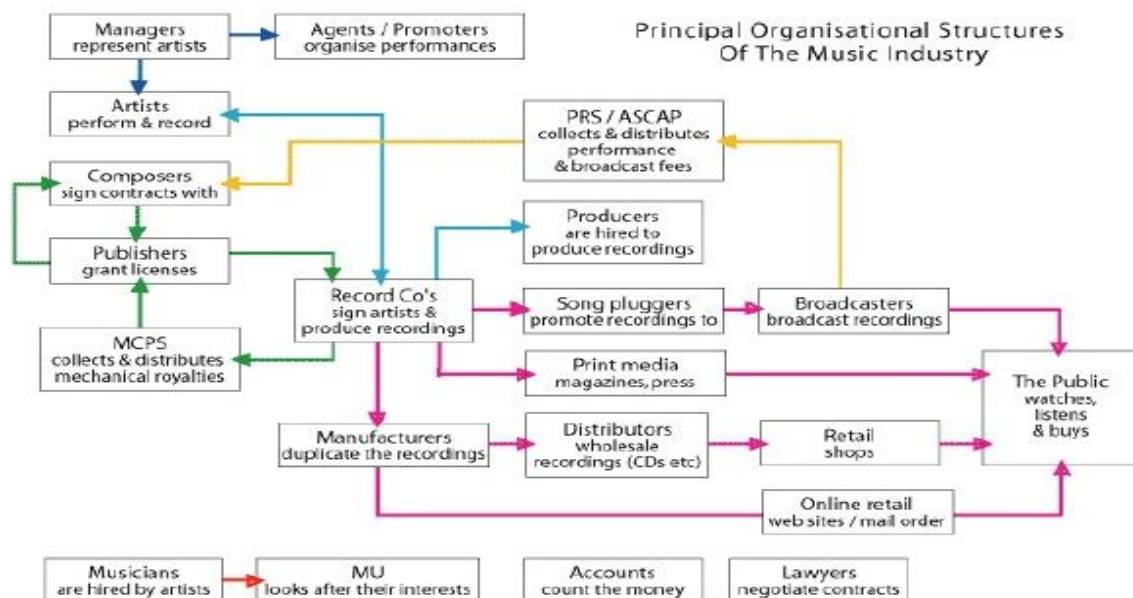 Principal Organisational Structures
Of The Music Industry
Managers
represent artists
Agents / Promoters
organise performances
Artists
perform & record
PRS / ASCAP
collects & distributes
performance
& broadcast fees
Composers
sign contracts with
Producers
are hired to
produce recordings
Publishers
grant licenses
Record Co's
sign artists &
produce recordings
Song pluggers
promote recordings to
Broadcasters
broadcast recordings
MCPS
collects & distributes
mechanical royalties
Print media
magazines, press
The Public
watches,
listens
& buys
Manufacturers
duplicate the recordings
Distributors
wholesale
recordings (CDs etc)
Retail
shops
Online retail
web sites / mail order
Musicians
are hired by artists
MU
looks after their interests
Accounts
count the money
Lawyers
negotiate contracts